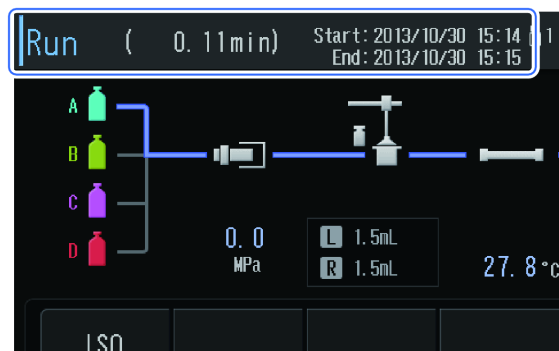 Run ( 0.11min) Start: 2013/10/30 15:14 1
End: 2013/10/30 15:15
A
B
C
D
0.0
MPa
L 1.5mL
R 1.5mL
27.8°C
LSO